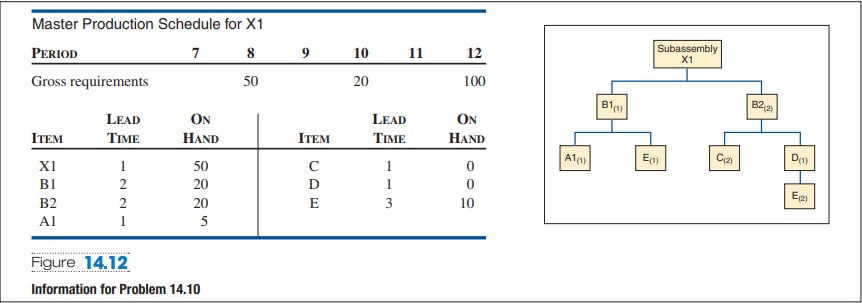 Master Production Schedule for X1
PERIOD 7 8 9 10 11 12
Gross requirements 50 20 100
ITEM LEAD TIME ON HAND ITEM LEAD TIME ON HAND
X1 1 50 C 1 0
B1 2 20 D 1 0
B2 2 20 E 3 10
A1 1 5
Figure 14.12
Information for Problem 14.10
Subassembly
X1
B1(1) B2(2)
A1(1) E(1) C(2) D(1)
E(2)